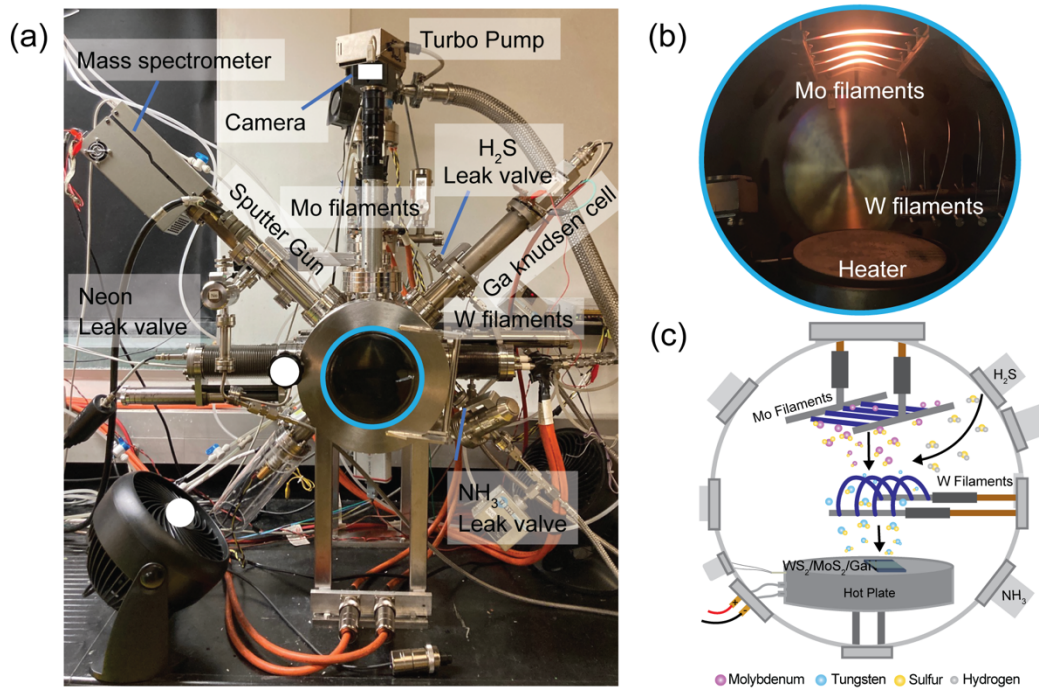 (a)
Mass spectrometer
Turbo Pump
Camera
H₂S
Leak valve
Mo filaments
Sputter Gun
Ga knudsen cell
Neon
Leak valve
W filaments
NH₃
Leak valve
(b)
Mo filaments
W filaments
Heater
(c)
H₂S
Mo Filaments
W Filaments
WS₂/MoS₂/GaN
Hot Plate
NH₃
Molybdenum
Tungsten
Sulfur
Hydrogen